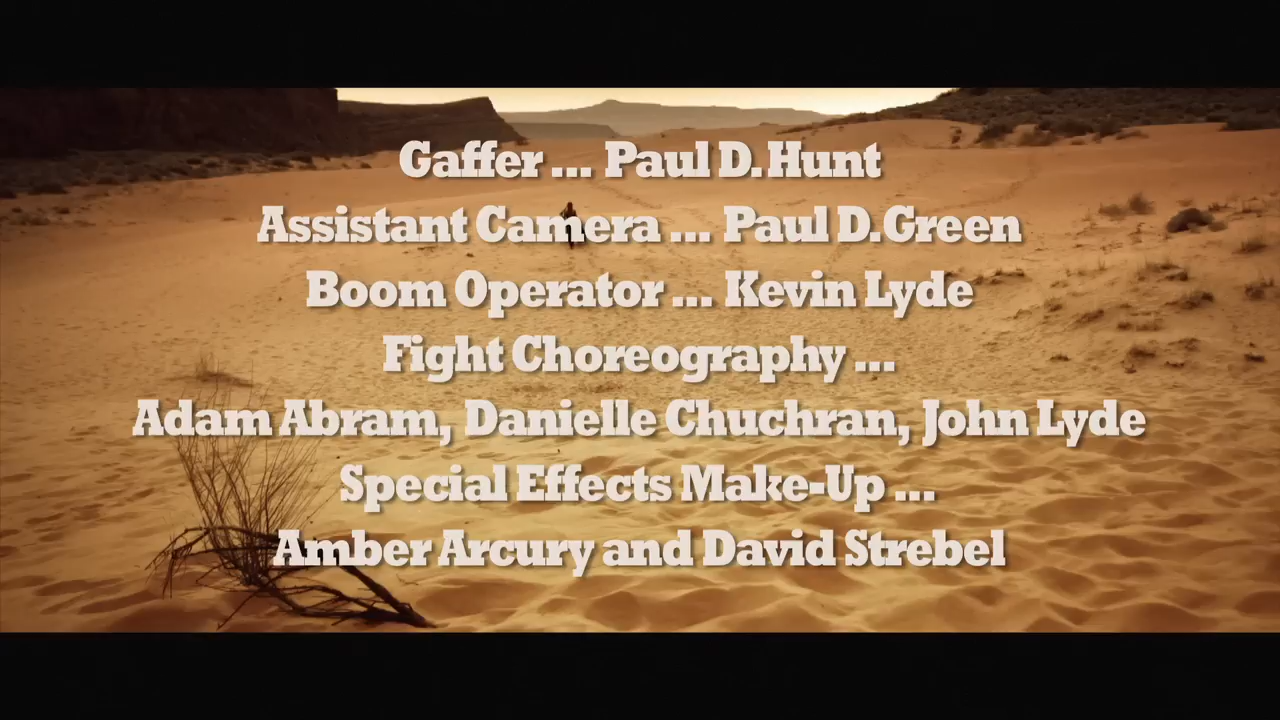 Gaffer ... Paul D. Hunt
Assistant Camera ... Paul D.Green
Boom Operator ... Kevin Lyde
Fight Choreography ...
Adam Abram, Danielle Chuchran, John Lyde
Special Effects Make-Up ...
Amber Arcury and David Strebel